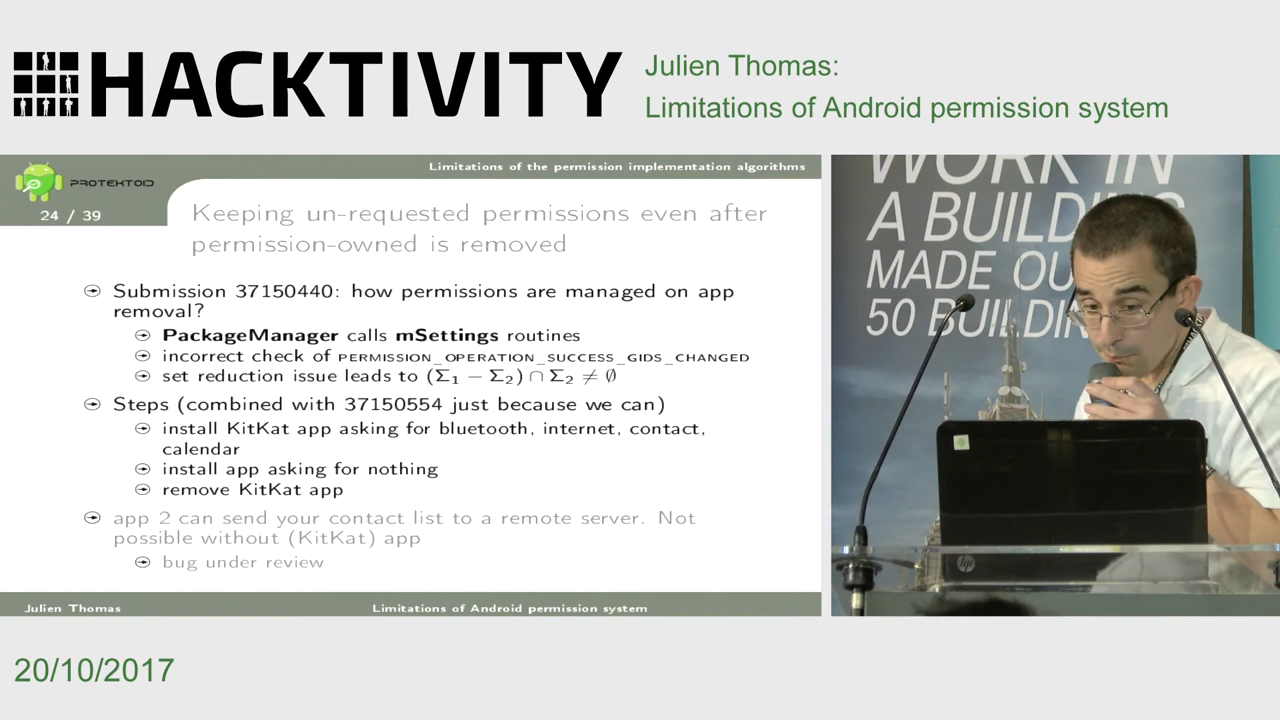 HACKTIVITY
Julien Thomas:
Limitations of Android permission system
Limitations of the permission implementation algorithms
PROTEKTOID
24 / 39
Keeping un-requested permissions even after
permission-owned is removed
Submission 37150440: how permissions are managed on app
removal?
PackageManager calls mSettings routines
incorrect check of PERMISSION_OPERATION_SUCCESS_GIDS_CHANGED
set reduction issue leads to (Σ₁ − Σ₂) ∩ Σ₂ ≠ ∅
Steps (combined with 37150554 just because we can)
install KitKat app asking for bluetooth, internet, contact,
calendar
install app asking for nothing
remove KitKat app
app 2 can send your contact list to a remote server. Not
possible without (KitKat) app
bug under review
Julien Thomas
Limitations of Android permission system
WORK IN
A BUILDING
MADE OU
50 BUILDIN
hp
20/10/2017